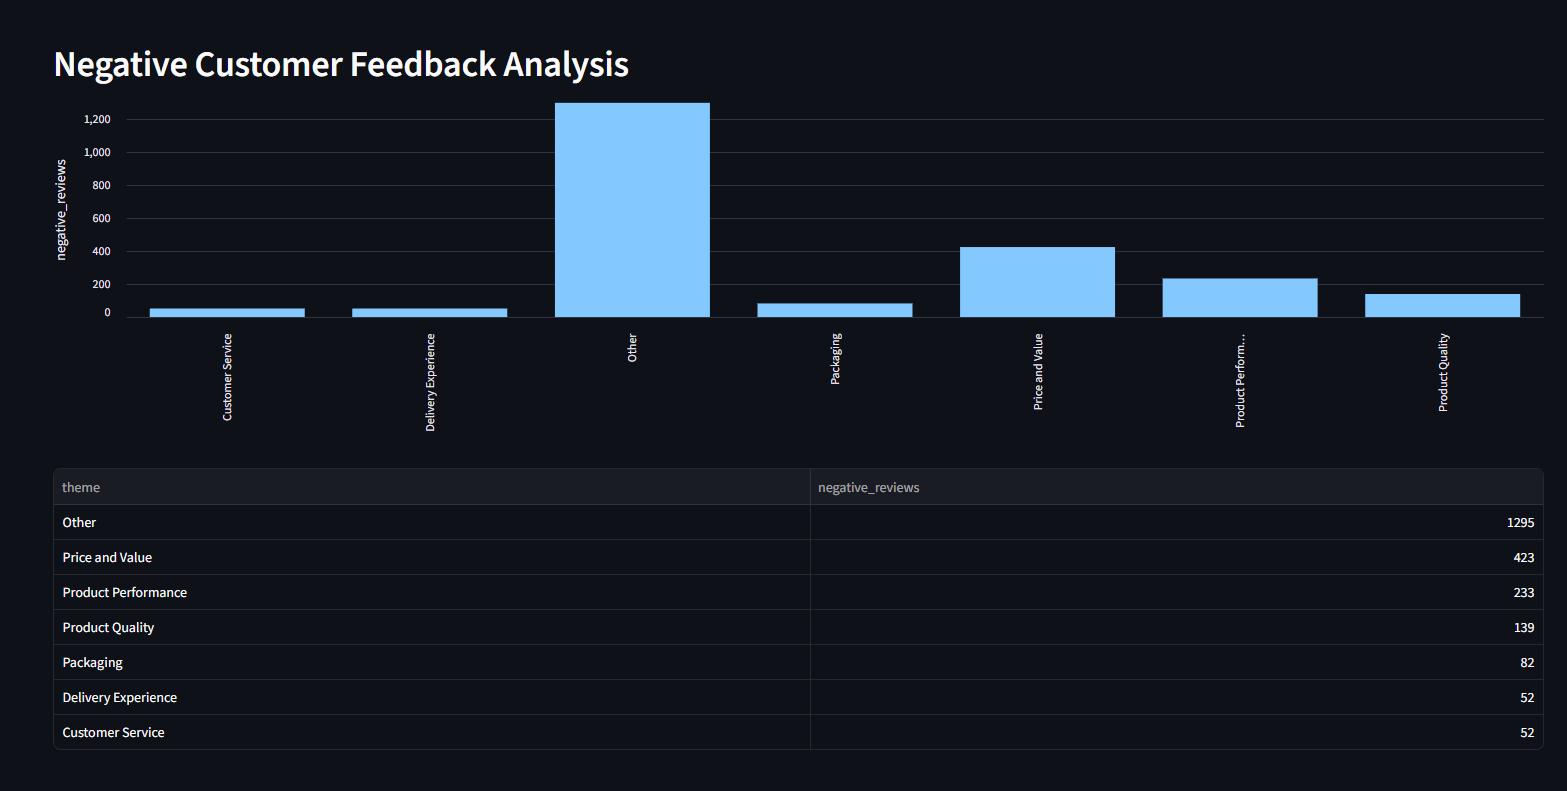 Negative Customer Feedback Analysis
negative_reviews
1,200
1,000
800
600
400
200
0
Customer Service
Delivery Experience
Other
Packaging
Price and Value
Product Perform...
Product Quality
theme negative_reviews
Other 1295
Price and Value 423
Product Performance 233
Product Quality 139
Packaging 82
Delivery Experience 52
Customer Service 52